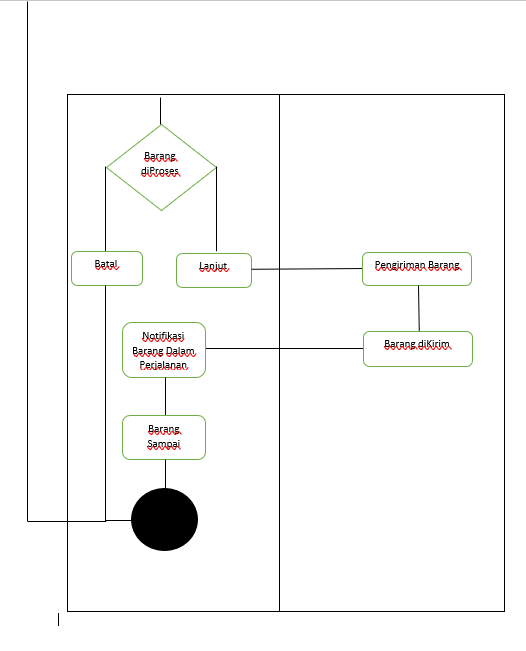 Barang
diProses
Batal
Lanjut
Pengiriman Barang
Notifikasi
Barang Dalam
Perjalanan
Barang diKirim
Barang
Sampai